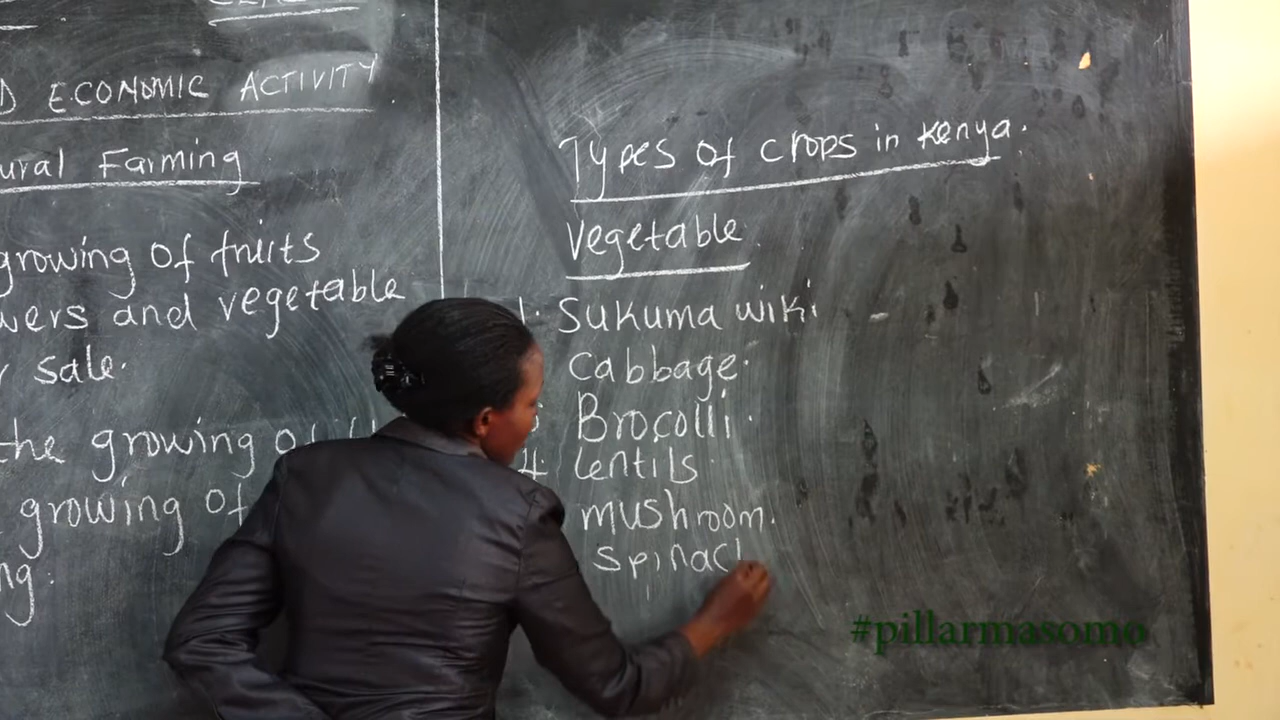 D ECONOMIC ACTIVITY
ural Farming
growing of fruits
wers and vegetable
sale.
the growing of
growing of
ng.
Types of crops in Kenya.
Vegetable
1. Sukuma wiki
Cabbage.
Brocolli.
4. lentils
mushroom.
Spinach
#pillarmasomo